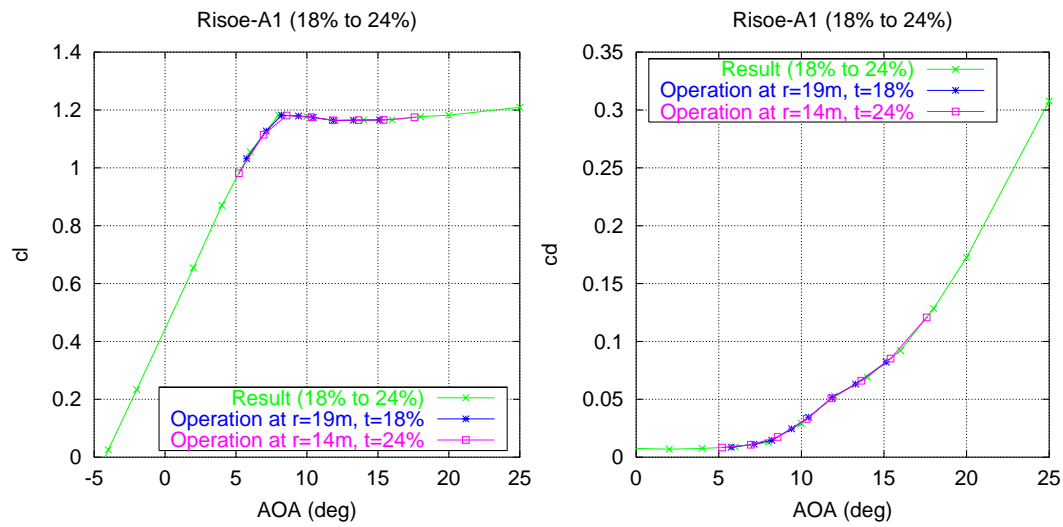 Risoe-A1 (18% to 24%)
1.4
1.2
1
0.8
0.6
0.4
0.2
0
cl
-5
0
5
10
15
20
25
AOA (deg)
Result (18% to 24%)
Operation at r=19m, t=18%
Operation at r=14m, t=24%
Risoe-A1 (18% to 24%)
0.35
0.3
0.25
0.2
0.15
0.1
0.05
0
cd
0
5
10
15
20
25
AOA (deg)
Result (18% to 24%)
Operation at r=19m, t=18%
Operation at r=14m, t=24%